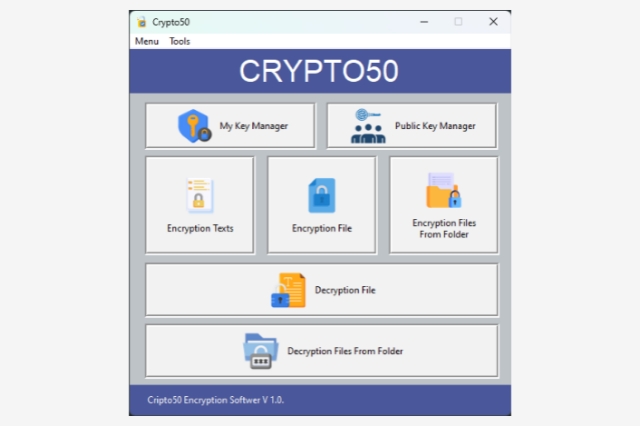 Crypto50
Menu Tools
CRYPTO50
My Key Manager
Public Key Manager
Encryption Texts
Encryption File
Encryption Files
From Folder
Decryption File
Decryption Files From Folder
Cripto50 Encryption Softwer V 1.0.